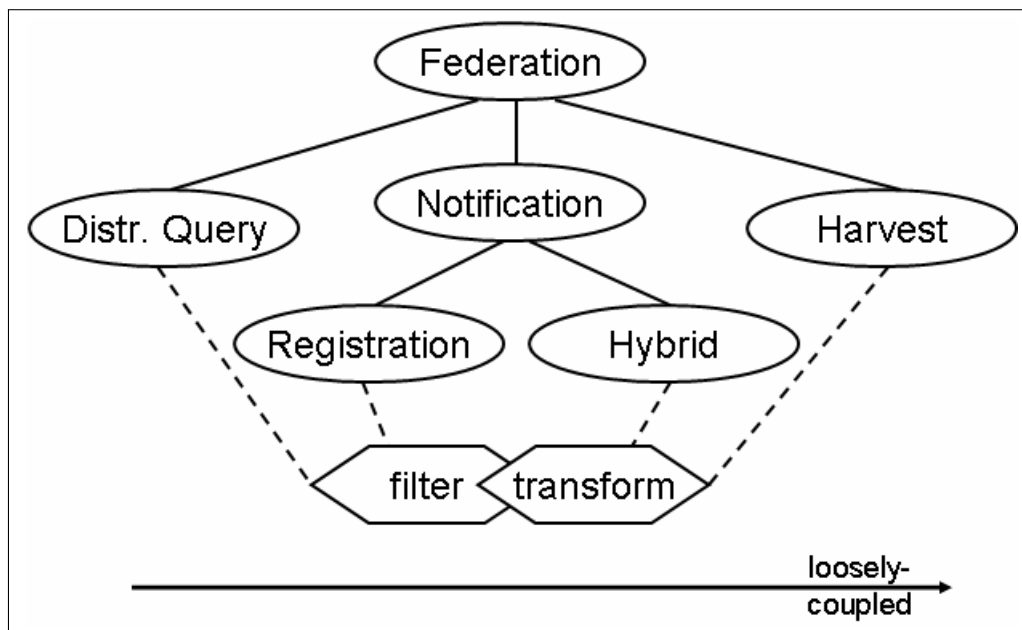 Federation
Distr. Query
Notification
Harvest
Registration
Hybrid
filter
transform
loosely-
coupled